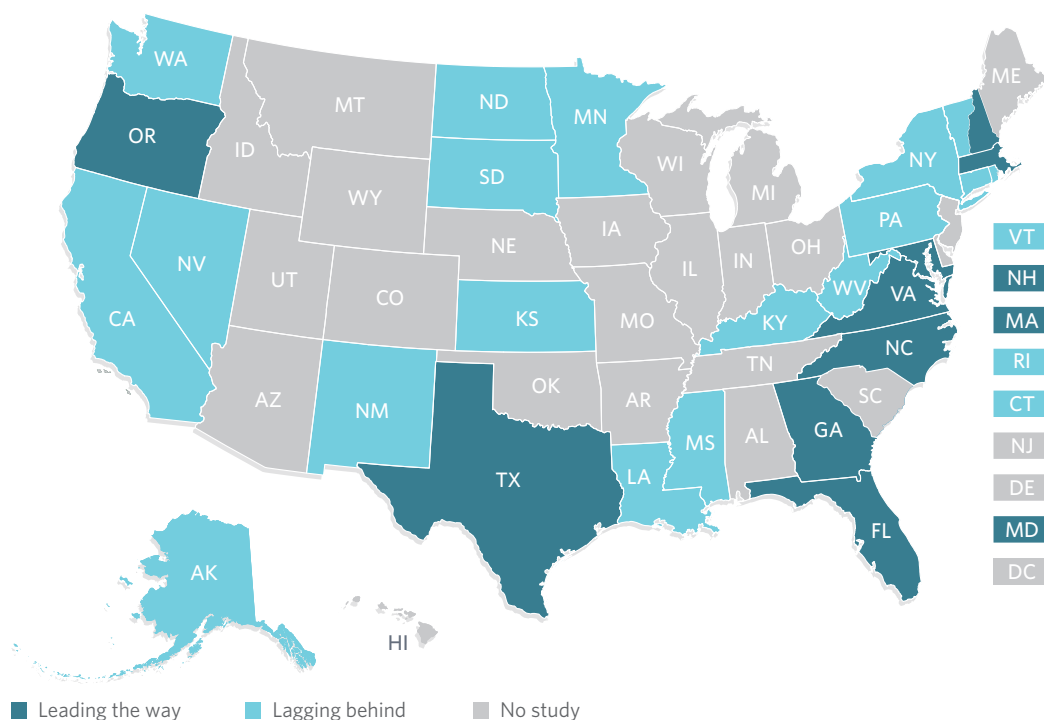 WA
MT
ND
MN
ME
OR
ID
SD
WI
NY
WY
MI
PA
IA
NE
OH
VT
NV
UT
IL
IN
NH
CO
WV
VA
CA
KS
MO
KY
MA
NC
TN
RI
AZ
NM
OK
AR
SC
CT
MS
AL
GA
NJ
TX
LA
DE
FL
MD
AK
DC
HI
Leading the way
Lagging behind
No study